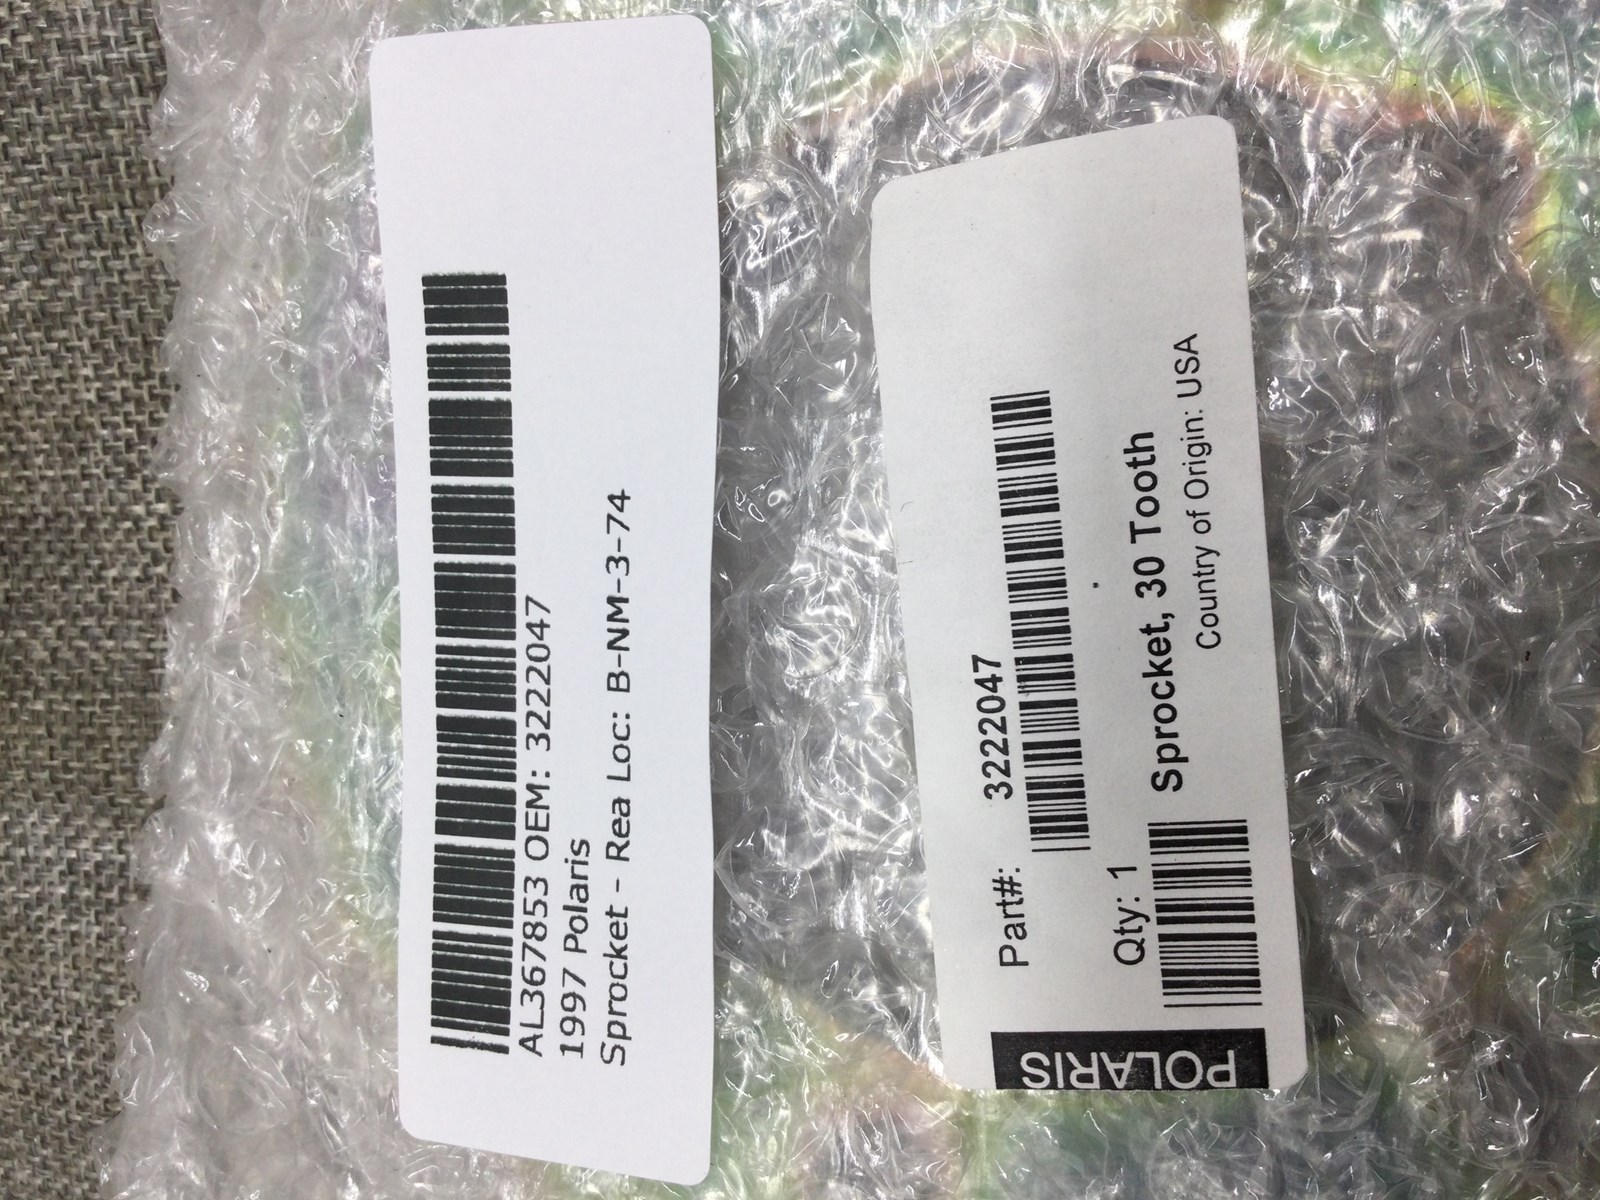 AL367853 OEM: 3222047
1997 Polaris
Sprocket - Rea Loc: B-NM-3-74
POLARIS
Part#: 3222047
Qty: 1
Sprocket, 30 Tooth
Country of Origin: USA